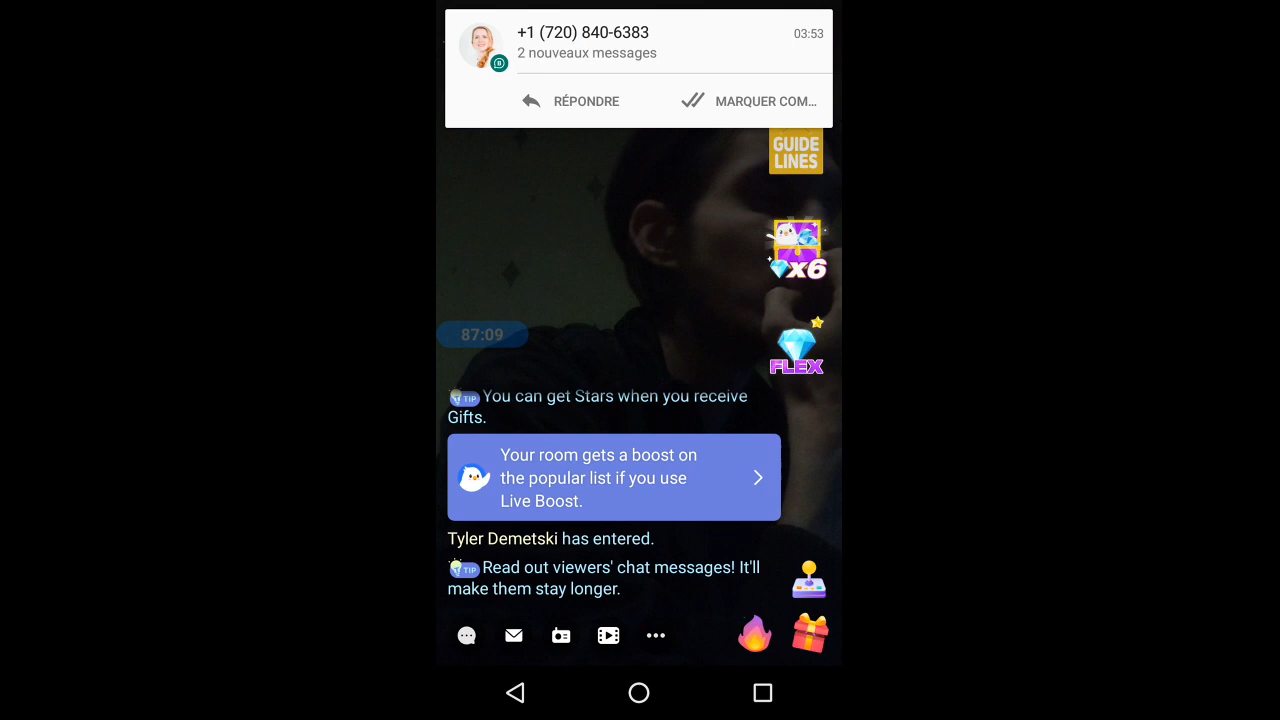 +1 (720) 840-6383
03:53
2 nouveaux messages
RÉPONDRE
MARQUER COM...
GUIDE
LINES
x6
87:09
FLEX
TIP You can get Stars when you receive
Gifts.
Your room gets a boost on
the popular list if you use
Live Boost.
Tyler Demetski has entered.
TIP Read out viewers' chat messages! It'll
make them stay longer.